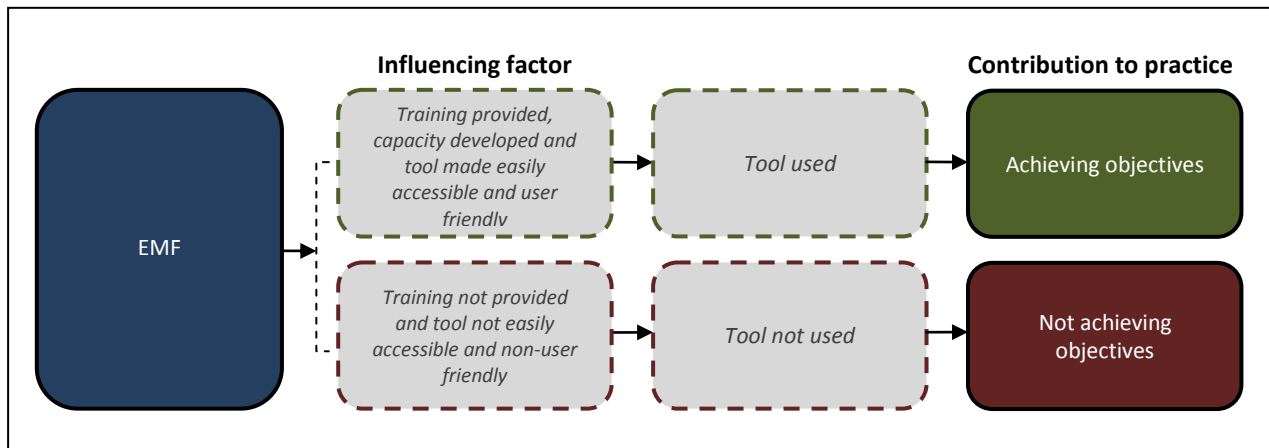 Influencing factor
Contribution to practice
EMF
Training provided,
capacity developed and
tool made easily
accessible and user
friendly
Tool used
Achieving objectives
Training not provided
and tool not easily
accessible and non-user
friendly
Tool not used
Not achieving
objectives